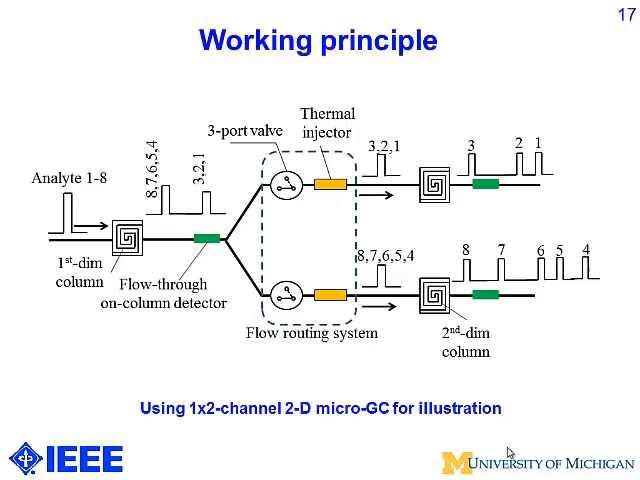 17
Working principle
Thermal
injector
3-port valve
Analyte 1-8
8,7,6,5,4
3,2,1
3,2,1
3
2
1
1st-dim
column
Flow-through
on-column detector
8,7,6,5,4
8
7
6
5
4
Flow routing system
2nd-dim
column
Using 1x2-channel 2-D micro-GC for illustration
IEEE
M UNIVERSITY OF MICHIGAN